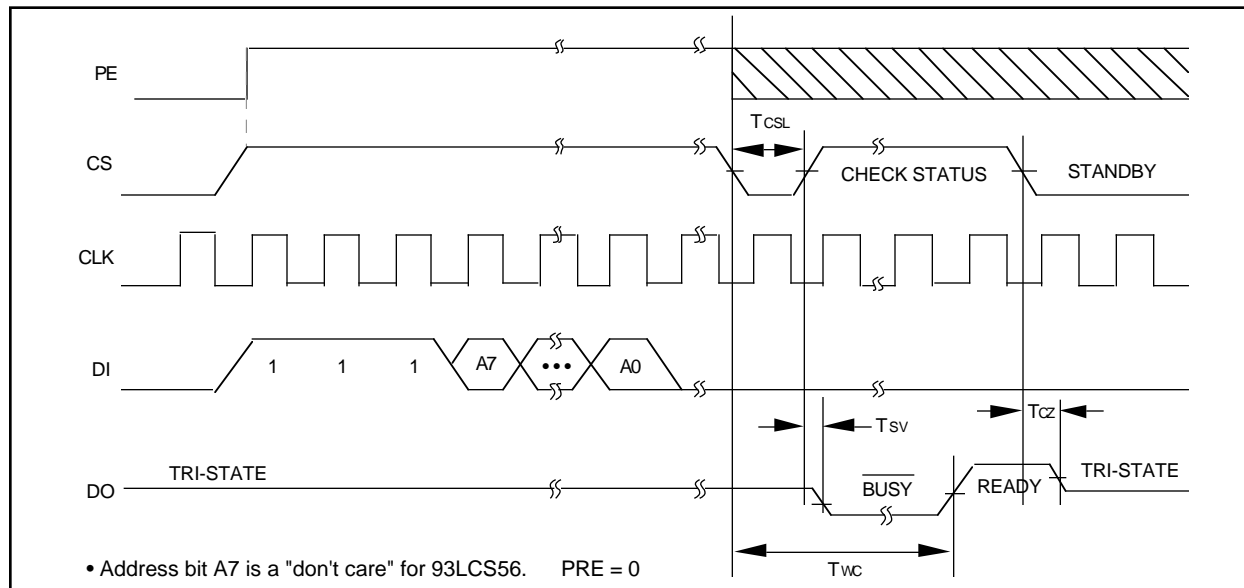 PE
TCSL
CS
CHECK STATUS
STANDBY
CLK
DI
1 1 1 A7 ••• A0
TSV
TCZ
DO
TRI-STATE
BUSY
READY
TRI-STATE
TWC
• Address bit A7 is a "don't care" for 93LCS56. PRE = 0